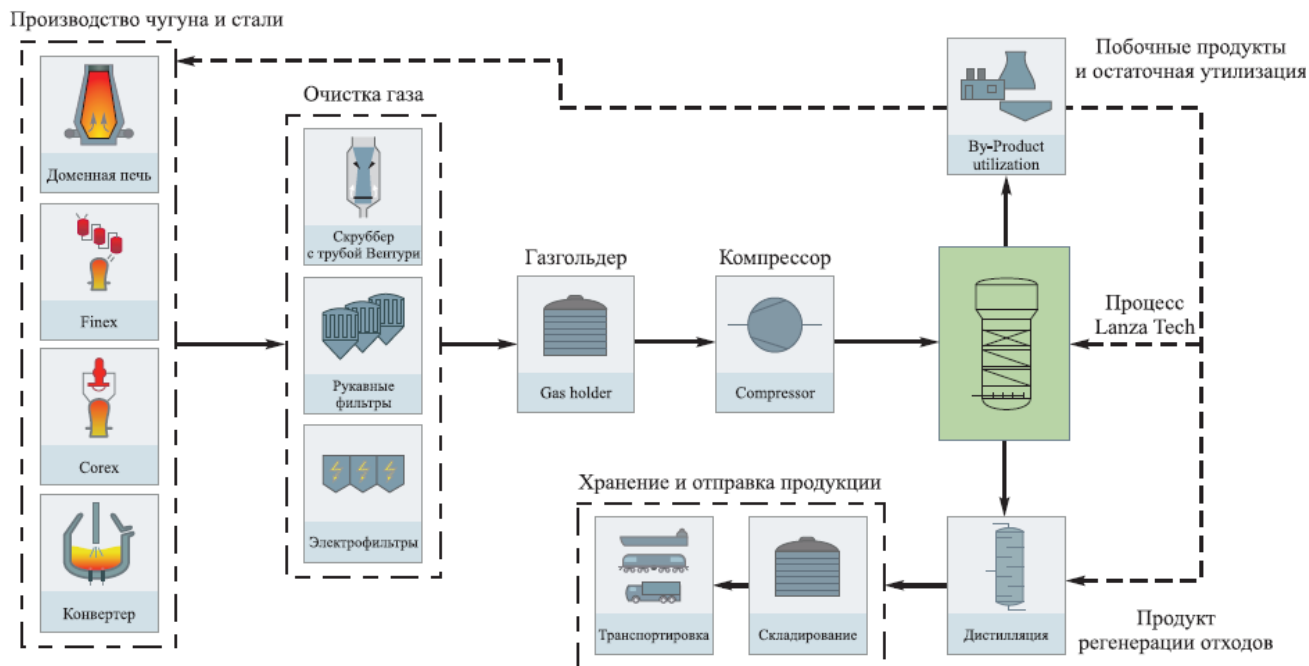 Производство чугуна и стали
Доменная печь
Finex
Corex
Конвертер
Очистка газа
Скруббер
с трубой Вентури
Рукавные
фильтры
Электрофильтры
Газгольдер
Gas holder
Компрессор
Compressor
Побочные продукты
и остаточная утилизация
By-Product
utilization
Процесс
Lanza Tech
Хранение и отправка продукции
Транспортировка
Складирование
Дистилляция
Продукт
регенерации отходов